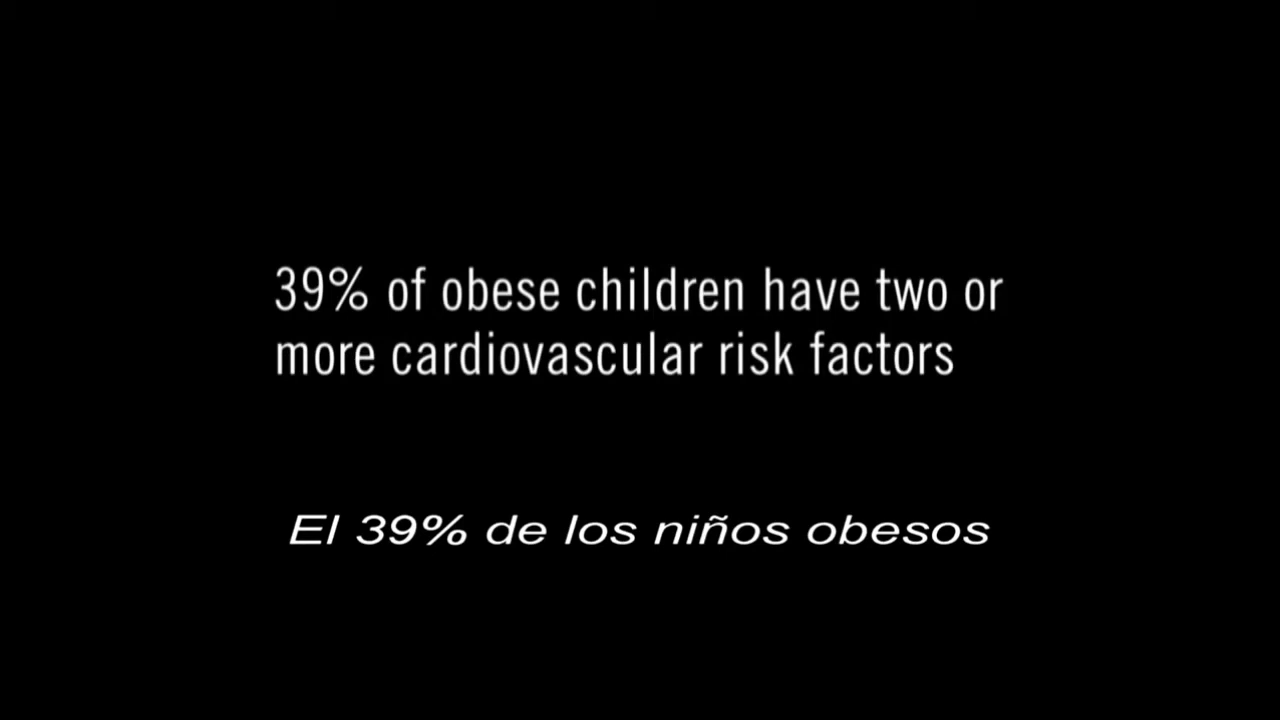 39% of obese children have two or
more cardiovascular risk factors
El 39% de los niños obesos